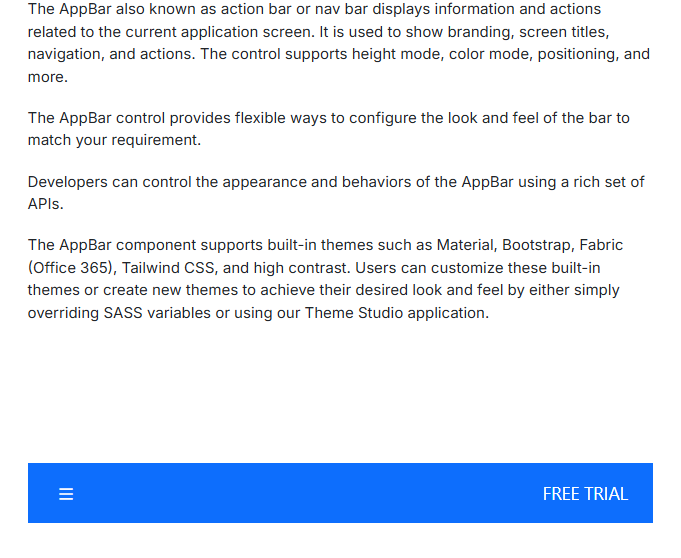 The AppBar also known as action bar or nav bar displays information and actions
related to the current application screen. It is used to show branding, screen titles,
navigation, and actions. The control supports height mode, color mode, positioning, and
more.
The AppBar control provides flexible ways to configure the look and feel of the bar to
match your requirement.
Developers can control the appearance and behaviors of the AppBar using a rich set of
APIs.
The AppBar component supports built-in themes such as Material, Bootstrap, Fabric
(Office 365), Tailwind CSS, and high contrast. Users can customize these built-in
themes or create new themes to achieve their desired look and feel by either simply
overriding SASS variables or using our Theme Studio application.
FREE TRIAL